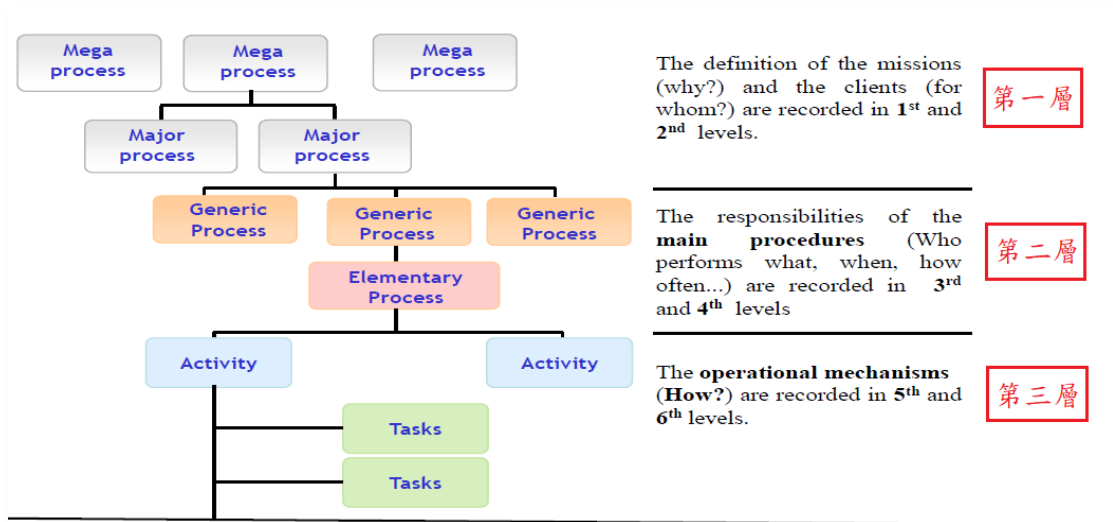 Mega
process
Mega
process
Mega
process
Major
process
Major
process
Generic
Process
Generic
Process
Generic
Process
Elementary
Process
Activity
Activity
Tasks
Tasks
The definition of the missions
(why?) and the clients (for
whom?) are recorded in 1st and
2nd levels.
第一層
The responsibilities of the
main procedures (Who
performs what, when, how
often...) are recorded in 3rd
and 4th levels
第二層
The operational mechanisms
(How?) are recorded in 5th and
6th levels.
第三層